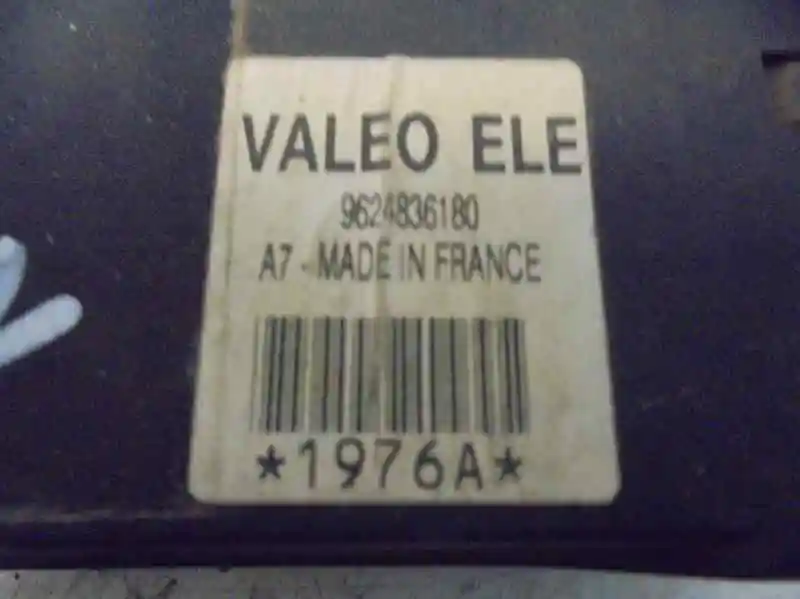 VALEO ELE
9624836180
A7 - MADE IN FRANCE
*1976A*